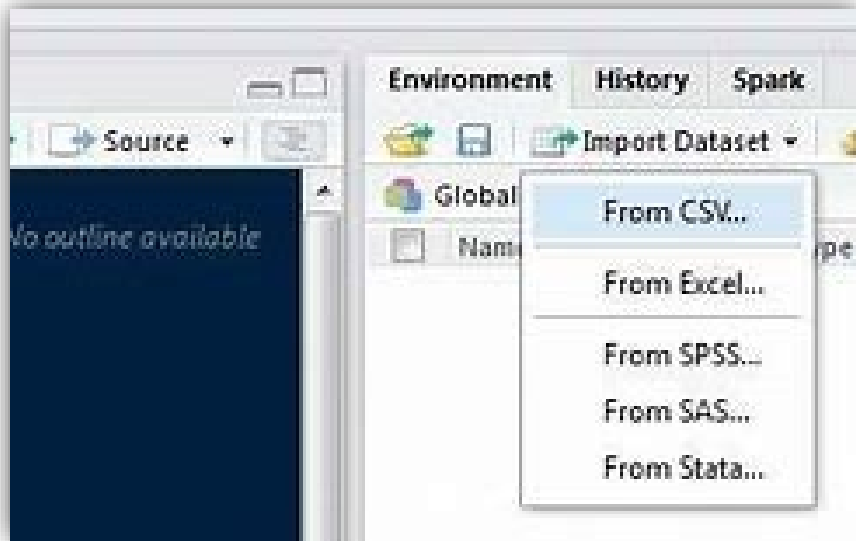 Environment History Spark
Source Import Dataset
Global
No outline available
From CSV...
From Excel...
From SPSS...
From SAS...
From Stata...